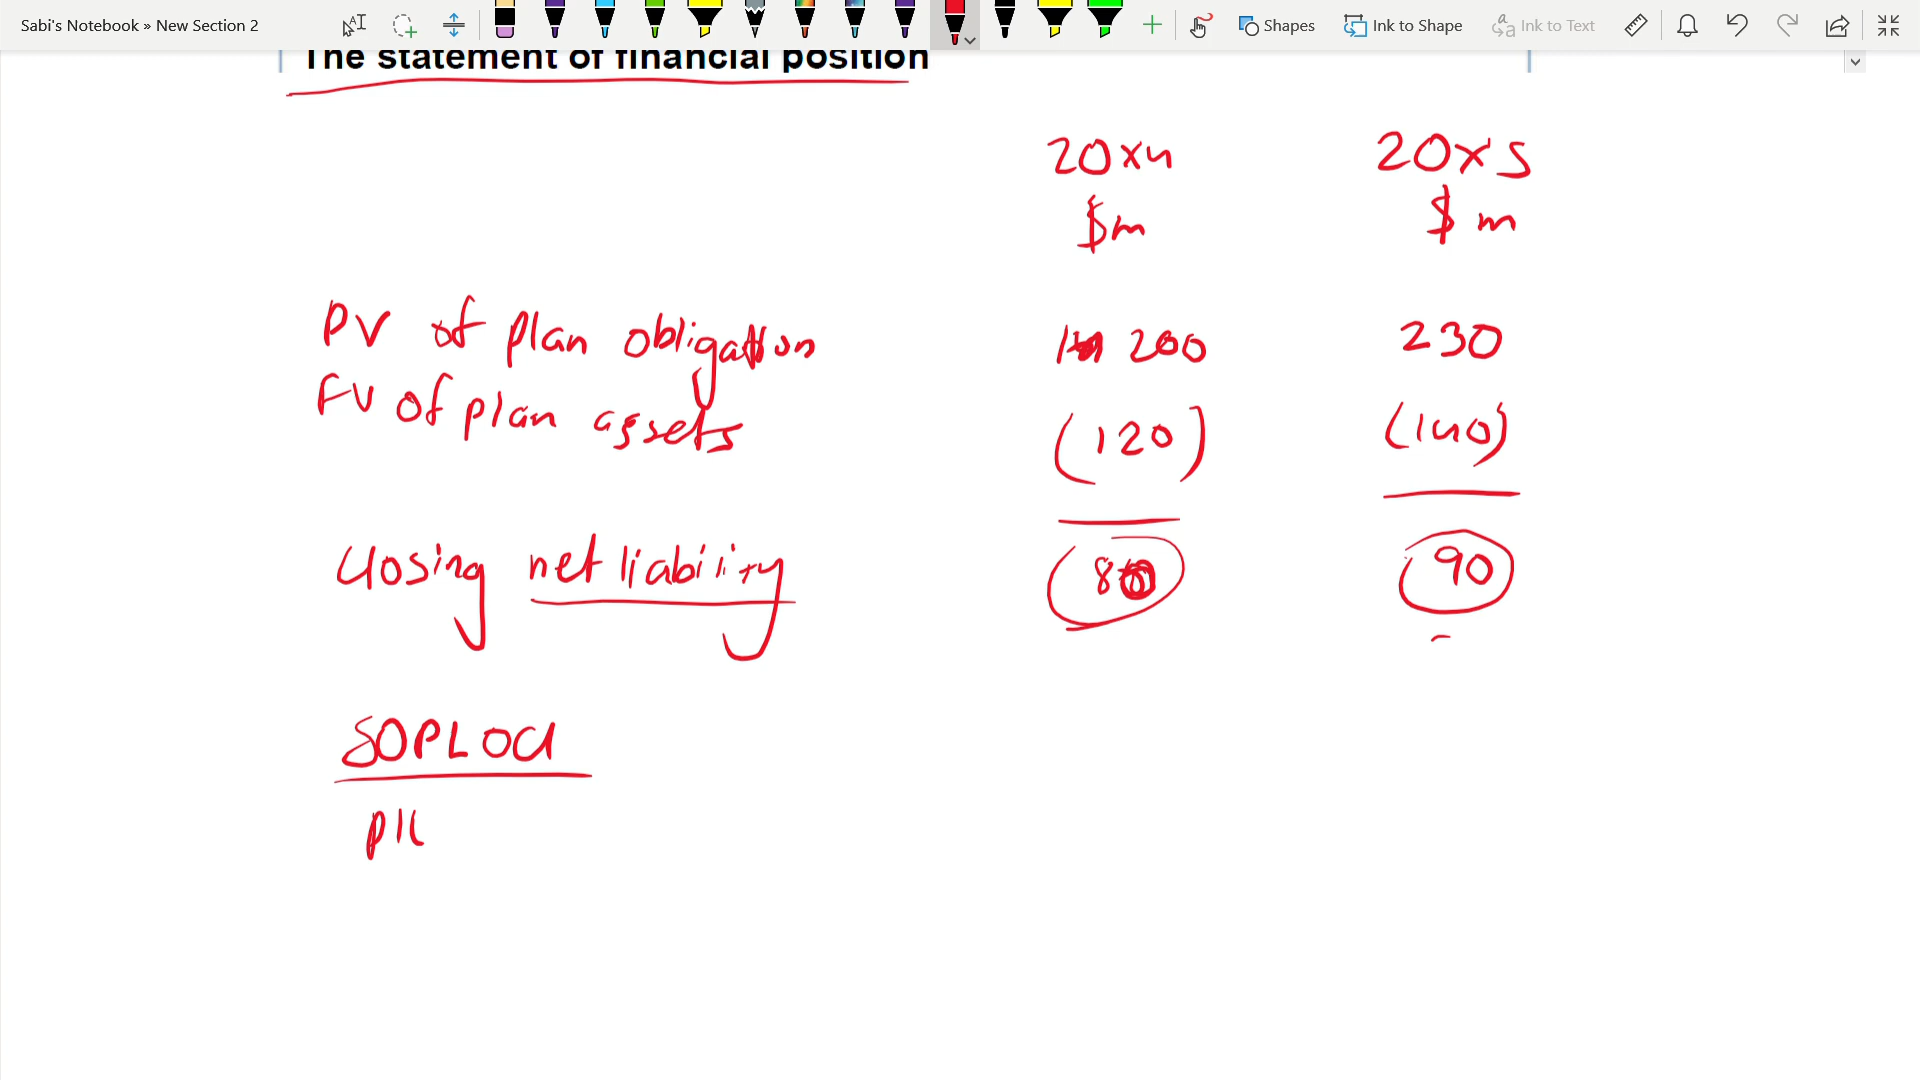 Sabi's Notebook » New Section 2
Shapes
Ink to Shape
Ink to Text
The statement of financial position
20x4 20x5
$m $m
PV of plan obligation 200 230
FV of plan assets (120) (140)
closing net liability 80 90
SOPLOCI